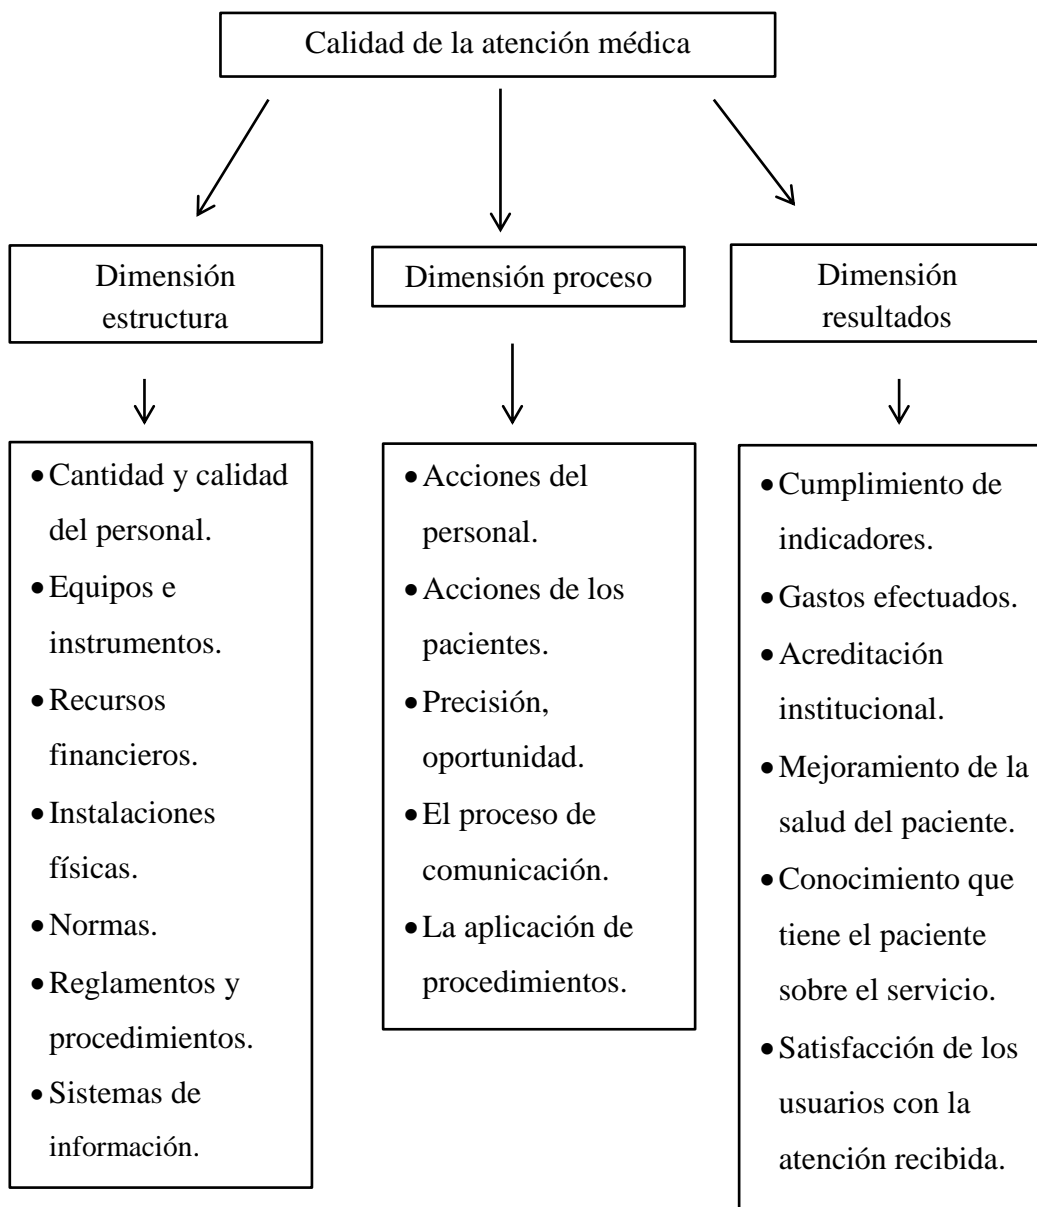 Calidad de la atención médica
Dimensión
estructura
Dimensión proceso
Dimensión
resultados
• Cantidad y calidad
del personal.
• Equipos e
instrumentos.
• Recursos
financieros.
• Instalaciones
físicas.
• Normas.
• Reglamentos y
procedimientos.
• Sistemas de
información.
• Acciones del
personal.
• Acciones de los
pacientes.
• Precisión,
oportunidad.
• El proceso de
comunicación.
• La aplicación de
procedimientos.
• Cumplimiento de
indicadores.
• Gastos efectuados.
• Acreditación
institucional.
• Mejoramiento de la
salud del paciente.
• Conocimiento que
tiene el paciente
sobre el servicio.
• Satisfacción de los
usuarios con la
atención recibida.